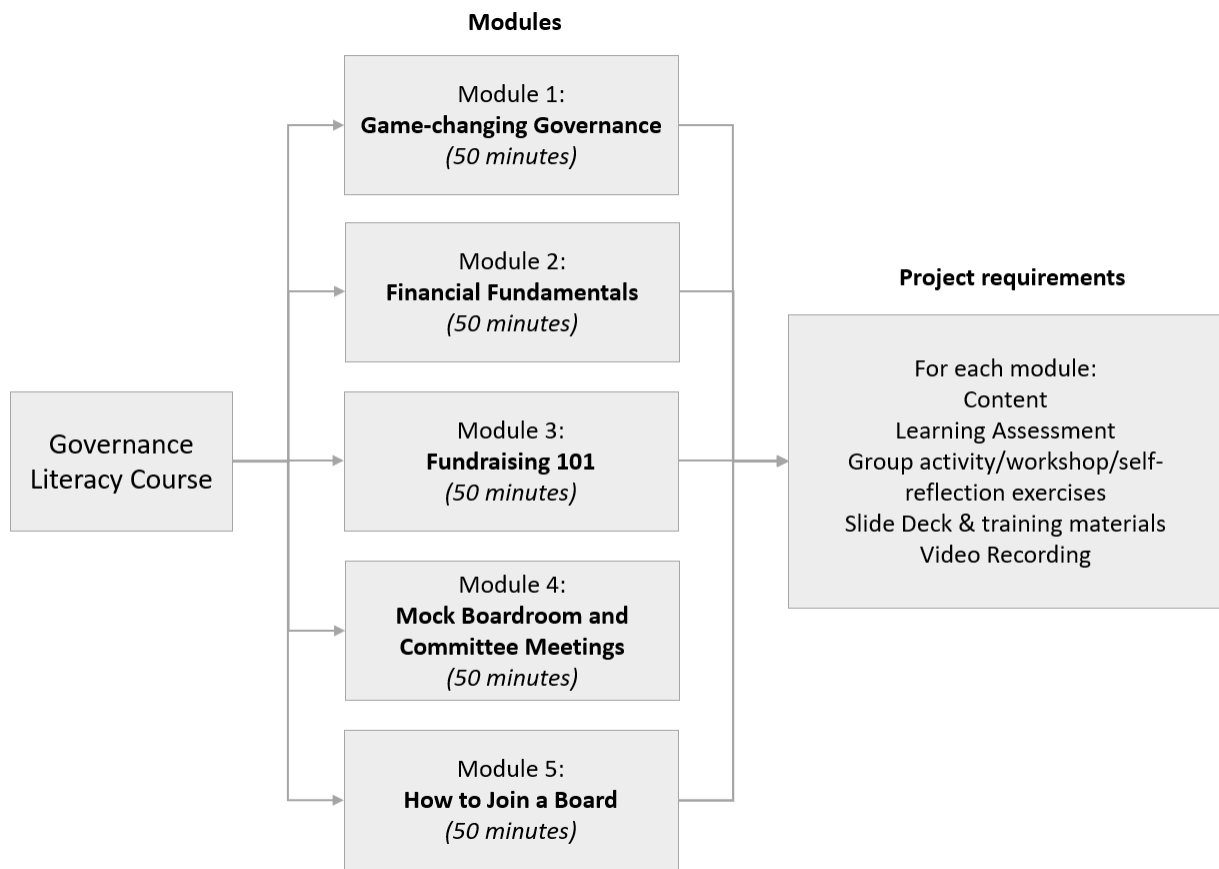 Modules
Module 1:
Game-changing Governance
(50 minutes)
Module 2:
Financial Fundamentals
(50 minutes)
Project requirements
For each module:
Content
Learning Assessment
Group activity/workshop/self-
reflection exercises
Slide Deck & training materials
Video Recording
Governance
Literacy Course
Module 3:
Fundraising 101
(50 minutes)
Module 4:
Mock Boardroom and
Committee Meetings
(50 minutes)
Module 5:
How to Join a Board
(50 minutes)